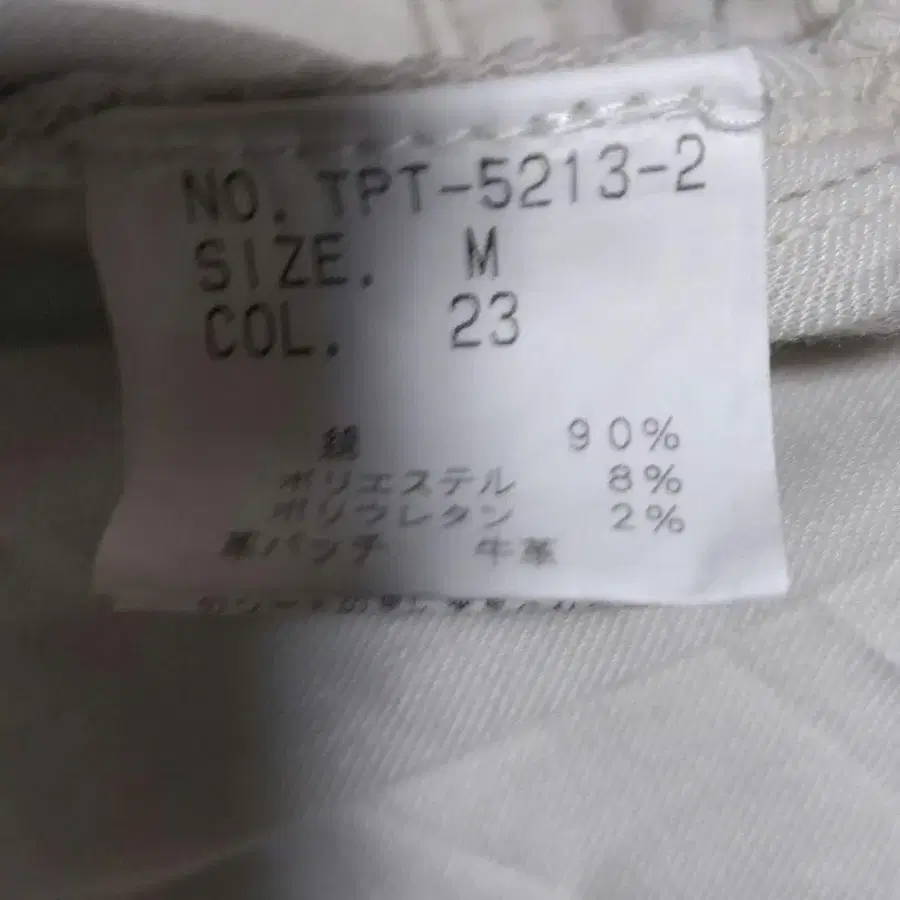 NO. TPT-5213-2
SIZE. M
COL. 23
綿 90%
ポリエステル 8%
ポリウレタン 2%
革パッチ 牛革